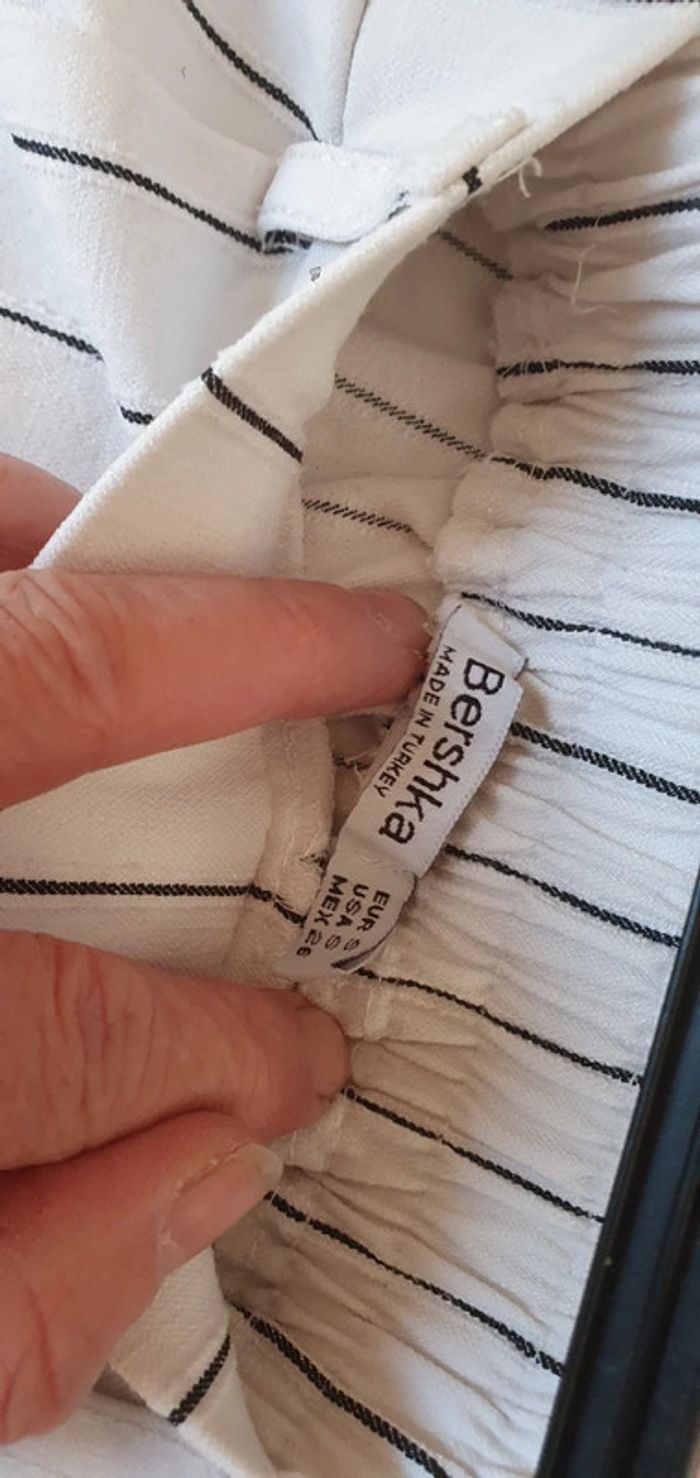 Bershka
MADE IN TURKEY
EUR S
USA S
MEX 26